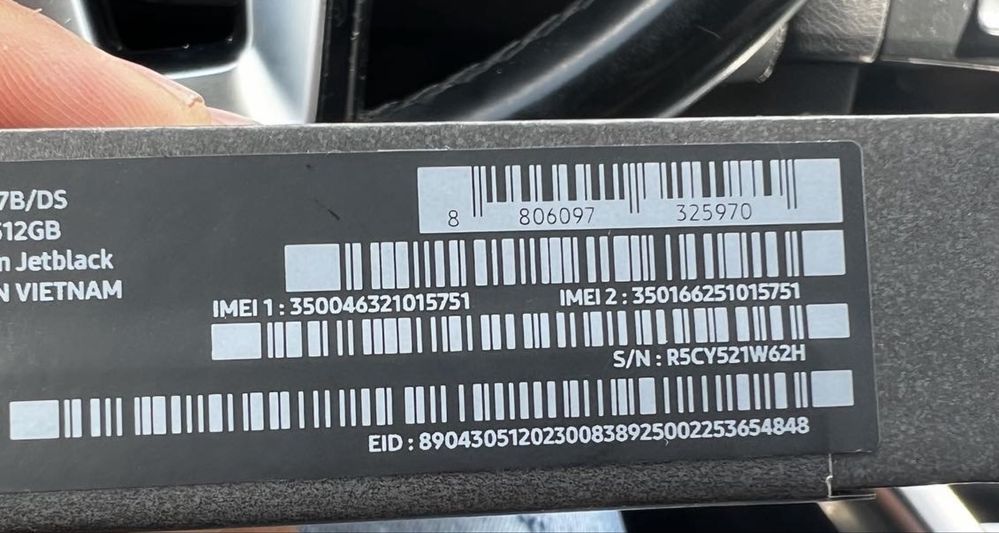 7B/DS
512GB
n Jetblack
N VIETNAM
8 806097 325970
IMEI 1 : 350046321015751 IMEI 2 : 350166251015751
S/N : R5CY521W62H
EID : 89043051202300838925002253654848